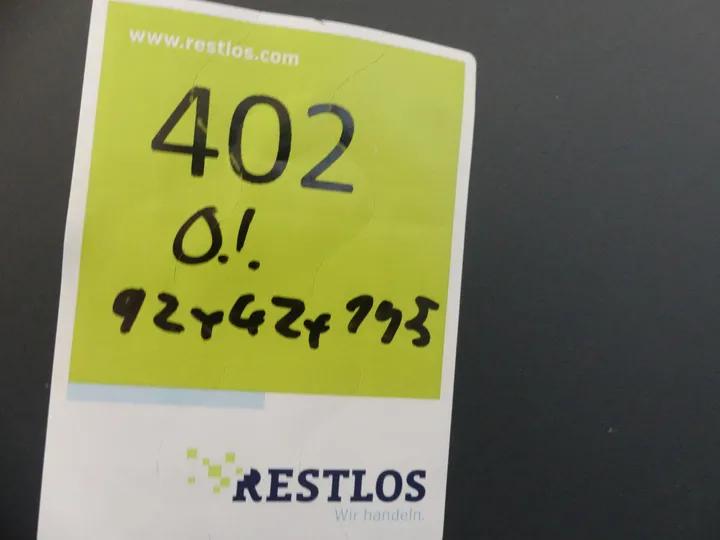 www.restlos.com
402
O.!.
92x42x195
RESTLOS
Wir handeln.